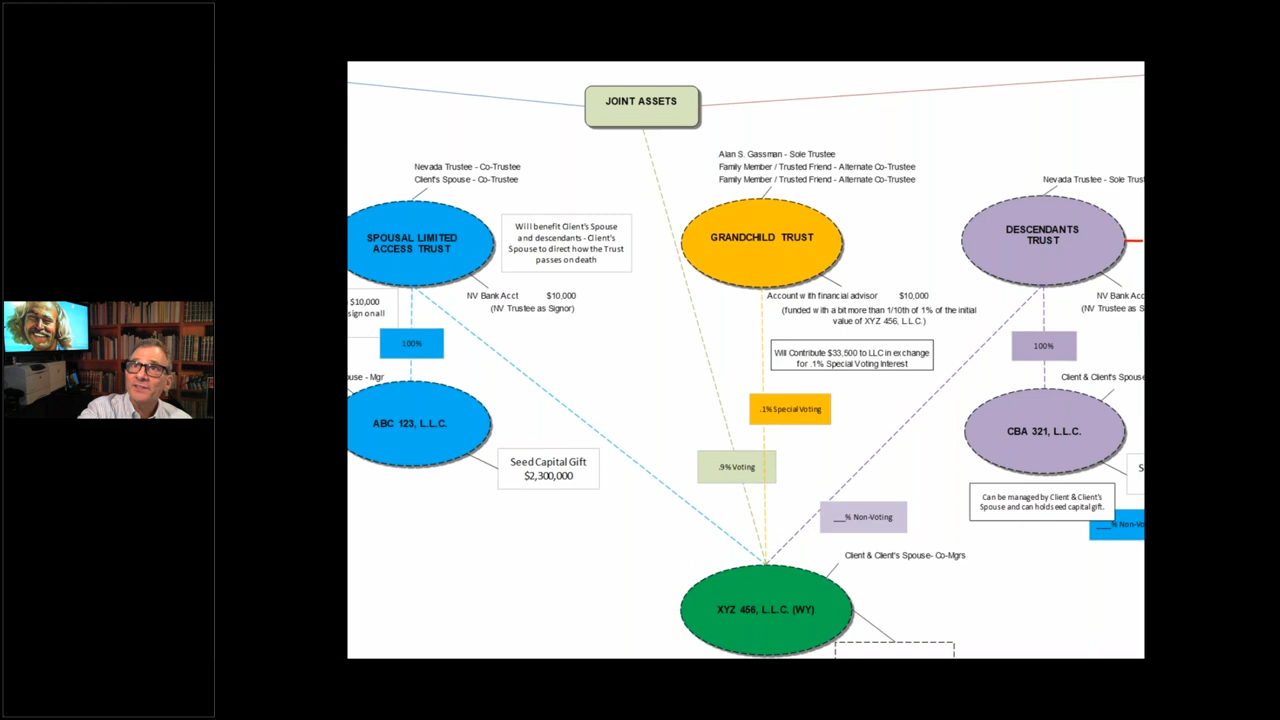 JOINT ASSETS
Nevada Trustee - Co-Trustee
Client's Spouse - Co-Trustee
Alan S. Gassman - Sole Trustee
Family Member / Trusted Friend - Alternate Co-Trustee
Family Member / Trusted Friend - Alternate Co-Trustee
Nevada Trustee - Sole Trust
SPOUSAL LIMITED
ACCESS TRUST
Will benefit Client's Spouse
and descendants - Client's
Spouse to direct how the Trust
passes on death
GRANDCHILD TRUST
DESCENDANTS
TRUST
$10,000
sign on all
NV Bank Acct $10,000
(NV Trustee as Signor)
Account with financial advisor $10,000
(funded with a bit more than 1/10th of 1% of the initial
value of XYZ 456, L.L.C.)
NV Bank Ac
(NV Trustee as S
100%
Will Contribute $33,500 to LLC in exchange
for .1% Special Voting Interest
100%
ouse - Mgr
Client & Client's Spous
ABC 123, L.L.C.
.1% Special Voting
CBA 321, L.L.C.
Seed Capital Gift
$2,300,000
.9% Voting
S
Can be managed by Client & Client's
Spouse and can hold seed capital gift.
___% Non-Voting
____% Non-Vo
Client & Client's Spouse- Co-Mgrs
XYZ 456, L.L.C. (WY)